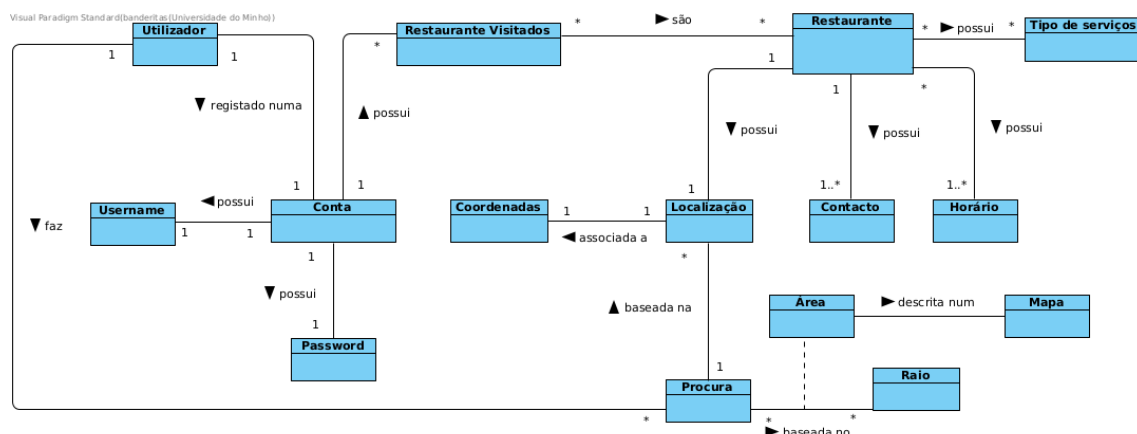 Visual Paradigm Standard(banderitas(Universidade do Minho))
Utilizador
Restaurante Visitados
Restaurante
Tipo de serviços
1
1
*
*
são
*
*
possui
*
registado numa
possui
1
possui
1
possui
*
possui
1
1
1
1..*
1..*
Username
possui
1
1
Conta
Coordenadas
1
1
associada a
Localização
Contacto
Horário
faz
1
possui
1
Password
*
baseada na
1
Área
descrita num
Mapa
Procura
Raio
*
*
*
baseada no